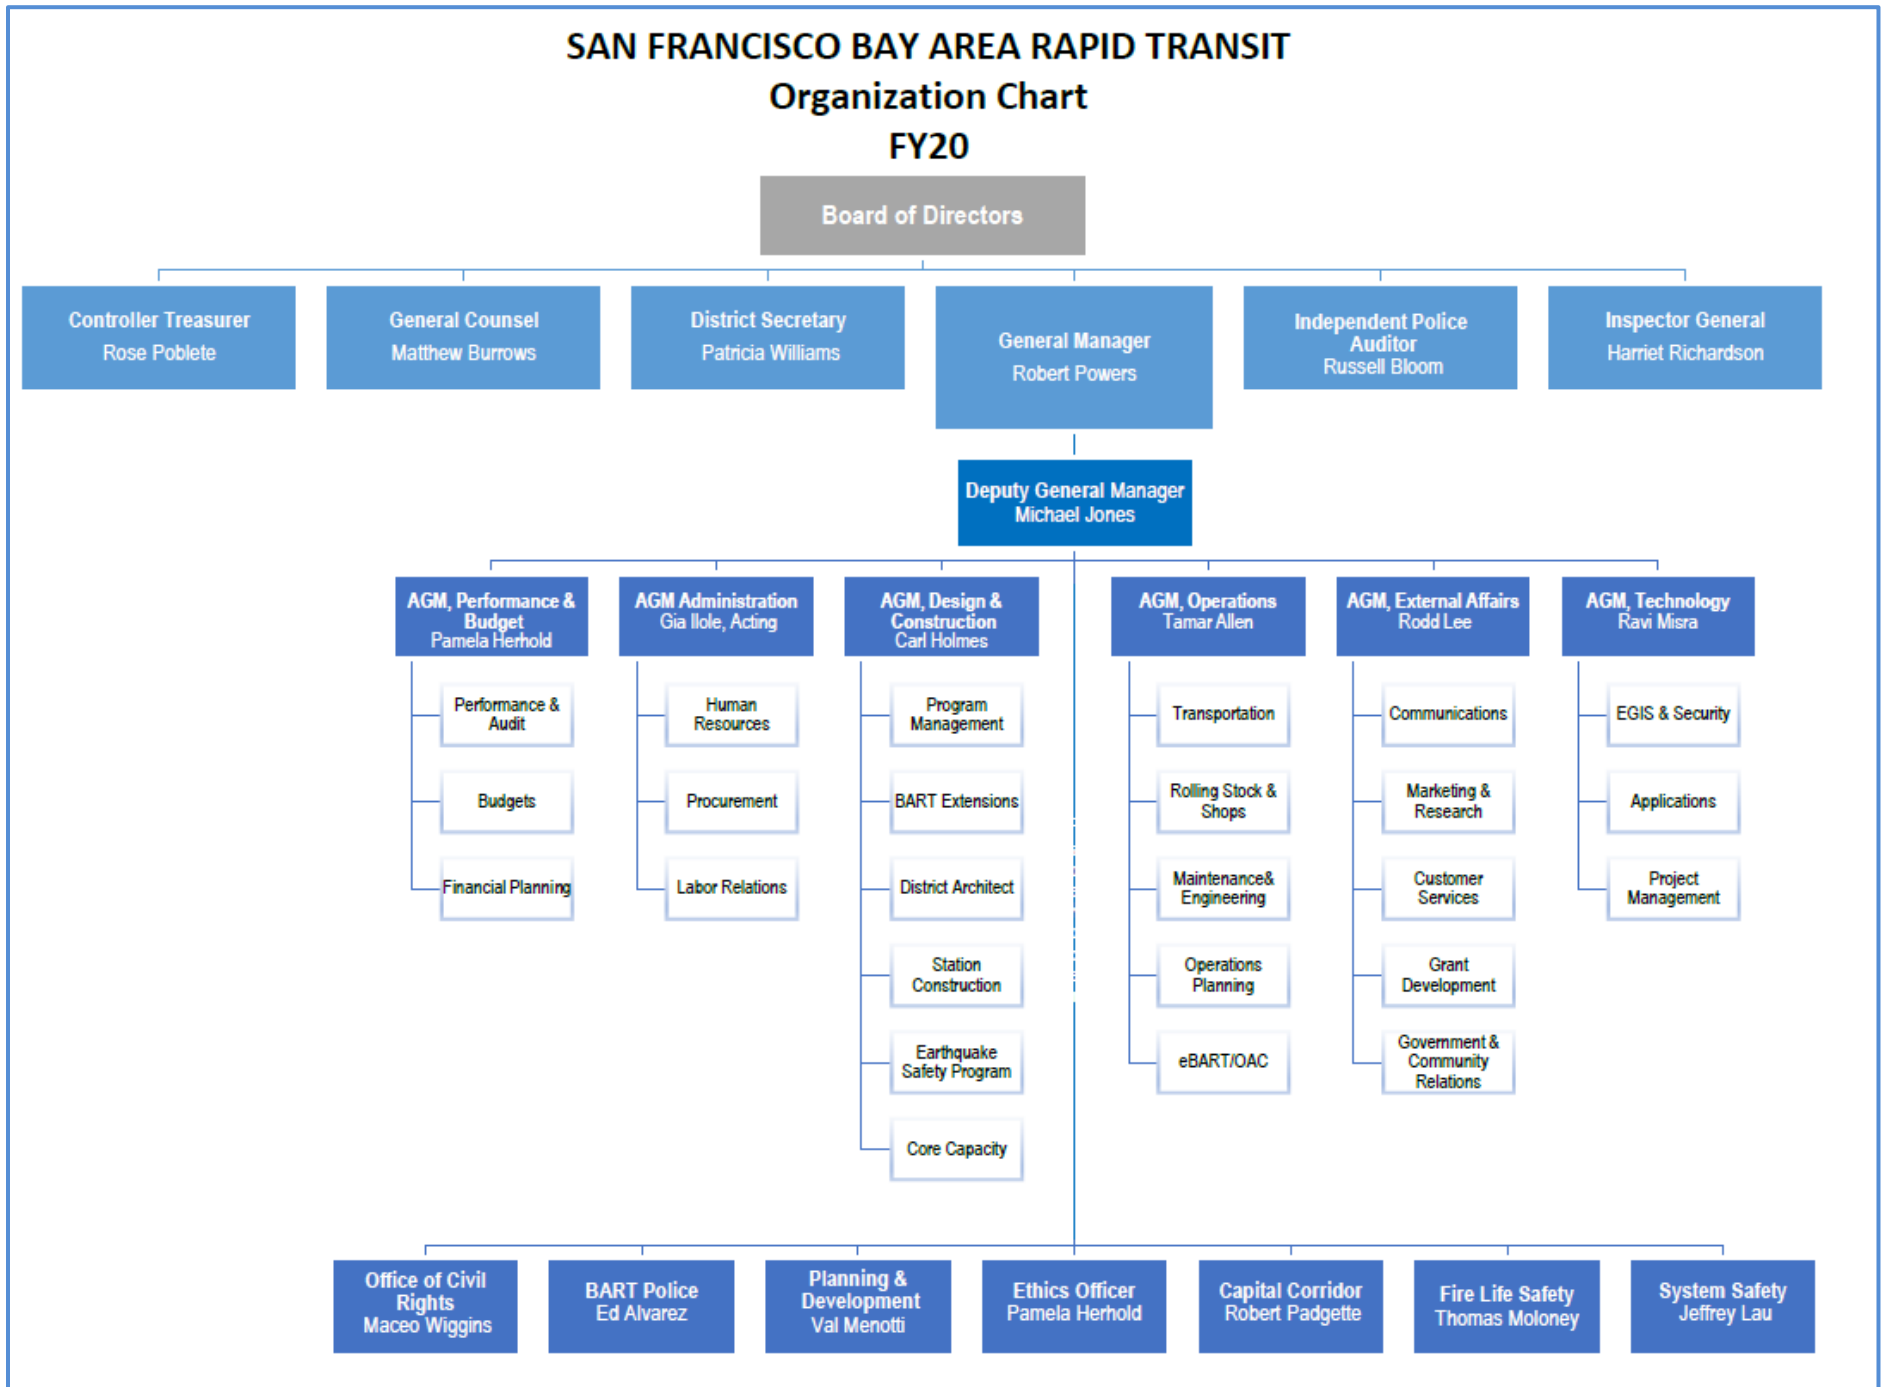 SAN FRANCISCO BAY AREA RAPID TRANSIT
Organization Chart
FY20
Board of Directors
Controller Treasurer
Rose Poblete
General Counsel
Matthew Burrows
District Secretary
Patricia Williams
General Manager
Robert Powers
Independent Police
Auditor
Russell Bloom
Inspector General
Harriet Richardson
Deputy General Manager
Michael Jones
AGM, Performance &
Budget
Pamela Herhold
AGM Administration
Gia Ilole, Acting
AGM, Design &
Construction
Carl Holmes
AGM, Operations
Tamar Allen
AGM, External Affairs
Rodd Lee
AGM, Technology
Ravi Misra
Performance &
Audit
Budgets
Financial Planning
Human
Resources
Procurement
Labor Relations
Program
Management
BART Extensions
District Architect
Station
Construction
Earthquake
Safety Program
Core Capacity
Transportation
Rolling Stock &
Shops
Maintenance&
Engineering
Operations
Planning
eBART/OAC
Communications
Marketing &
Research
Customer
Services
Grant
Development
Government &
Community
Relations
EGIS & Security
Applications
Project
Management
Office of Civil
Rights
Maceo Wiggins
BART Police
Ed Alvarez
Planning &
Development
Val Menotti
Ethics Officer
Pamela Herhold
Capital Corridor
Robert Padgette
Fire Life Safety
Thomas Moloney
System Safety
Jeffrey Lau